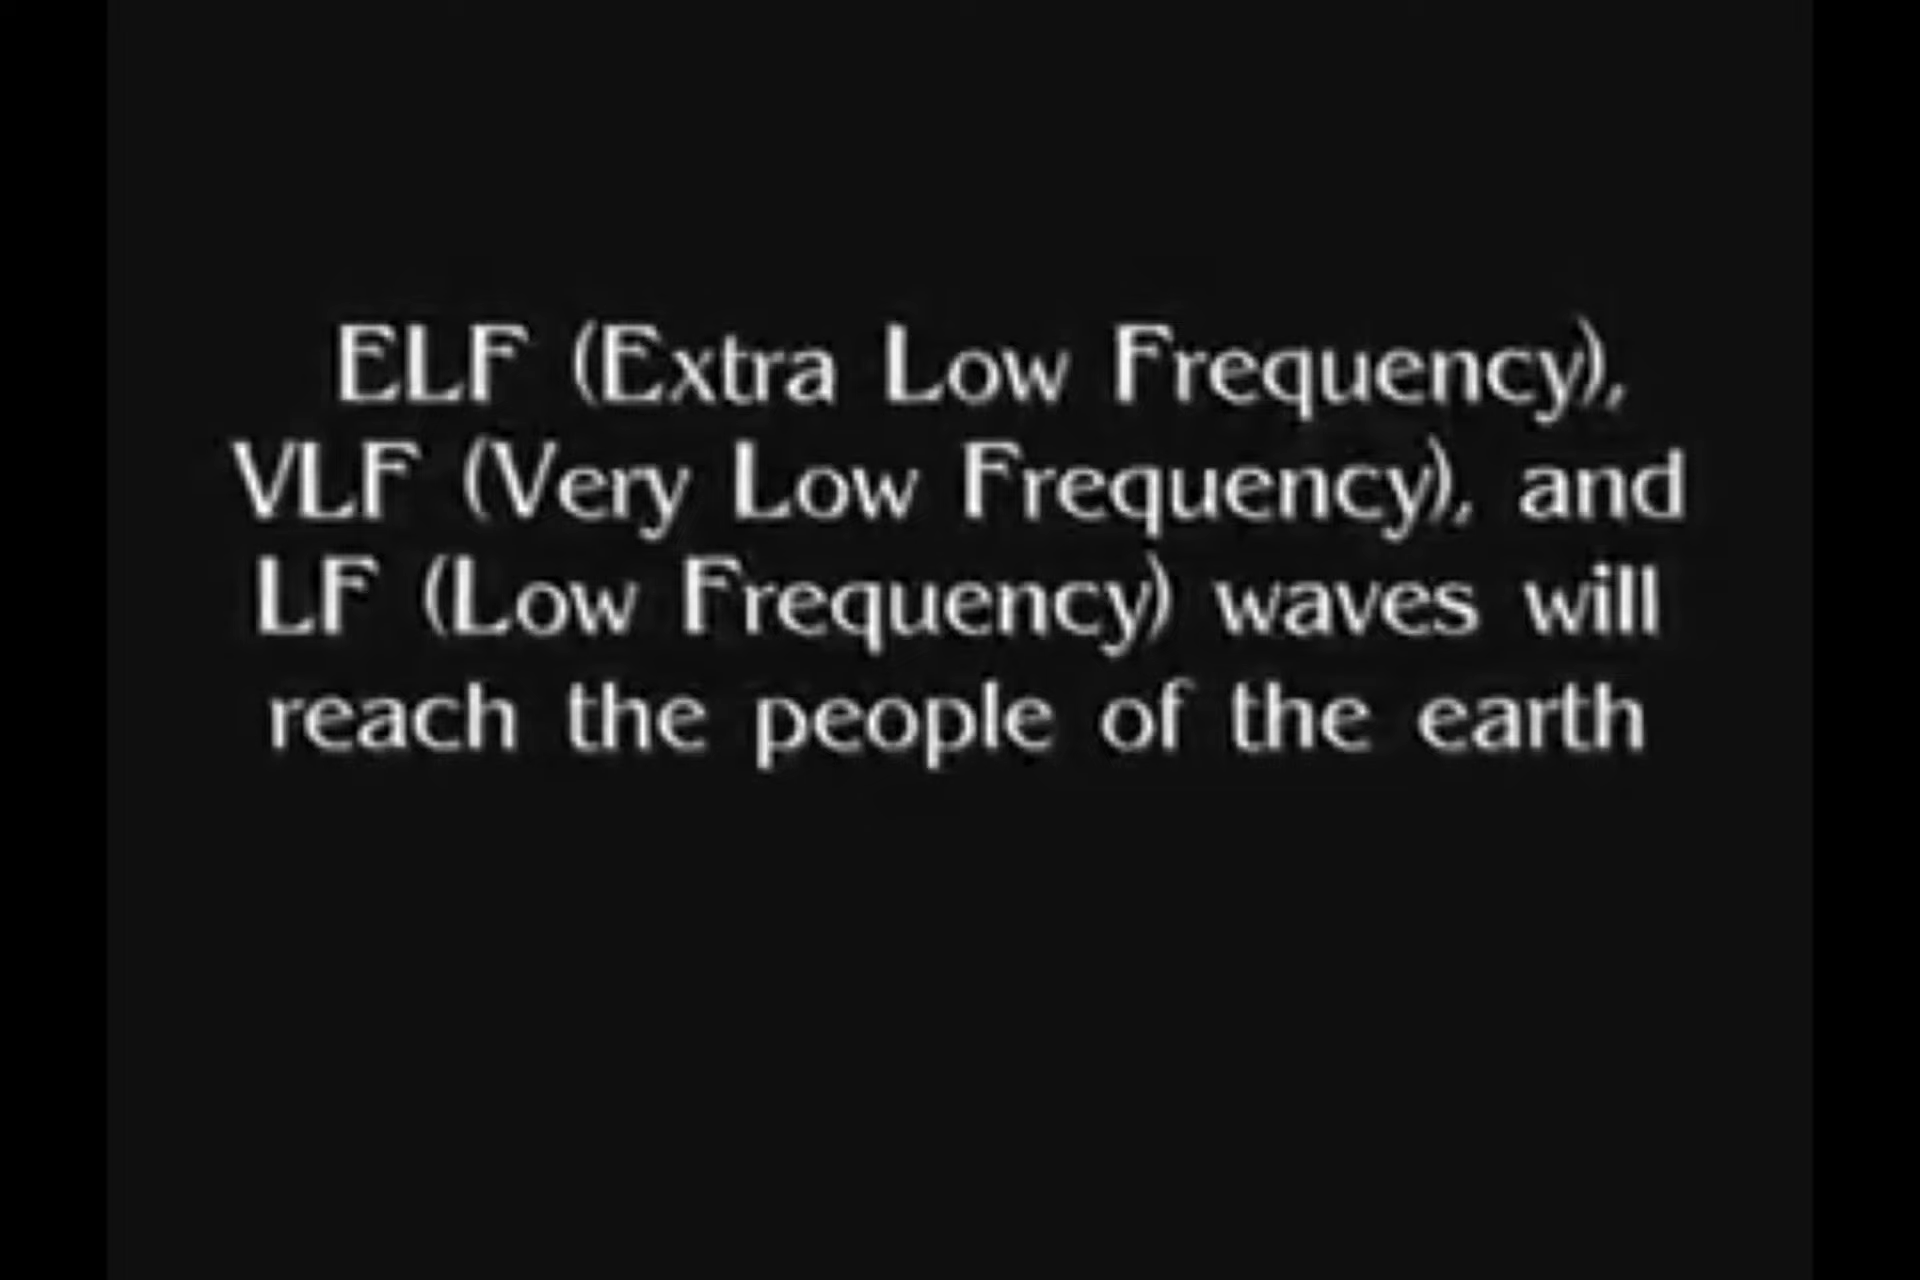 ELF (Extra Low Frequency),
VLF (Very Low Frequency), and
LF (Low Frequency) waves will
reach the people of the earth